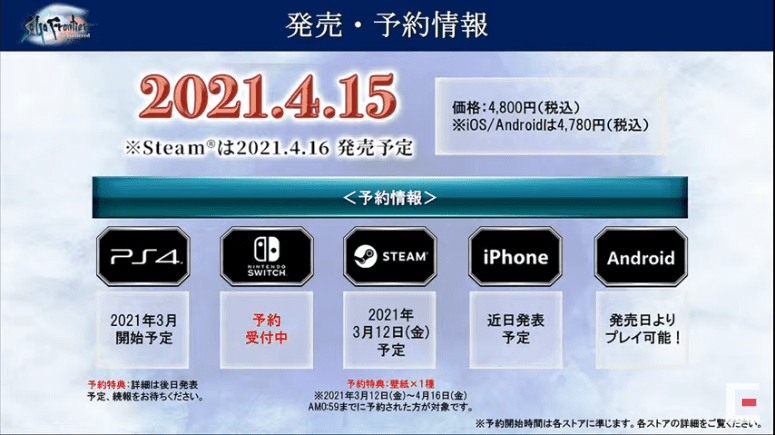 SaGa Frontier
Remastered
発売・予約情報
2021.4.15
※Steam®は2021.4.16 発売予定
価格:4,800円(税込)
※iOS/Androidは4,780円(税込)
<予約情報>
PS4
NINTENDO
SWITCH
STEAM®
iPhone
Android
2021年3月
開始予定
予約
受付中
2021年
3月12日(金)
予定
近日発表
予定
発売日より
プレイ可能!
予約特典:詳細は後日発表
予定、続報をお待ちください。
予約特典:壁紙×1種
※2021年3月12日(金)~4月16日(金)
AM0:59までに予約された方が対象です。
※予約開始時間は各ストアに準じます。各ストアの詳細をご覧ください。